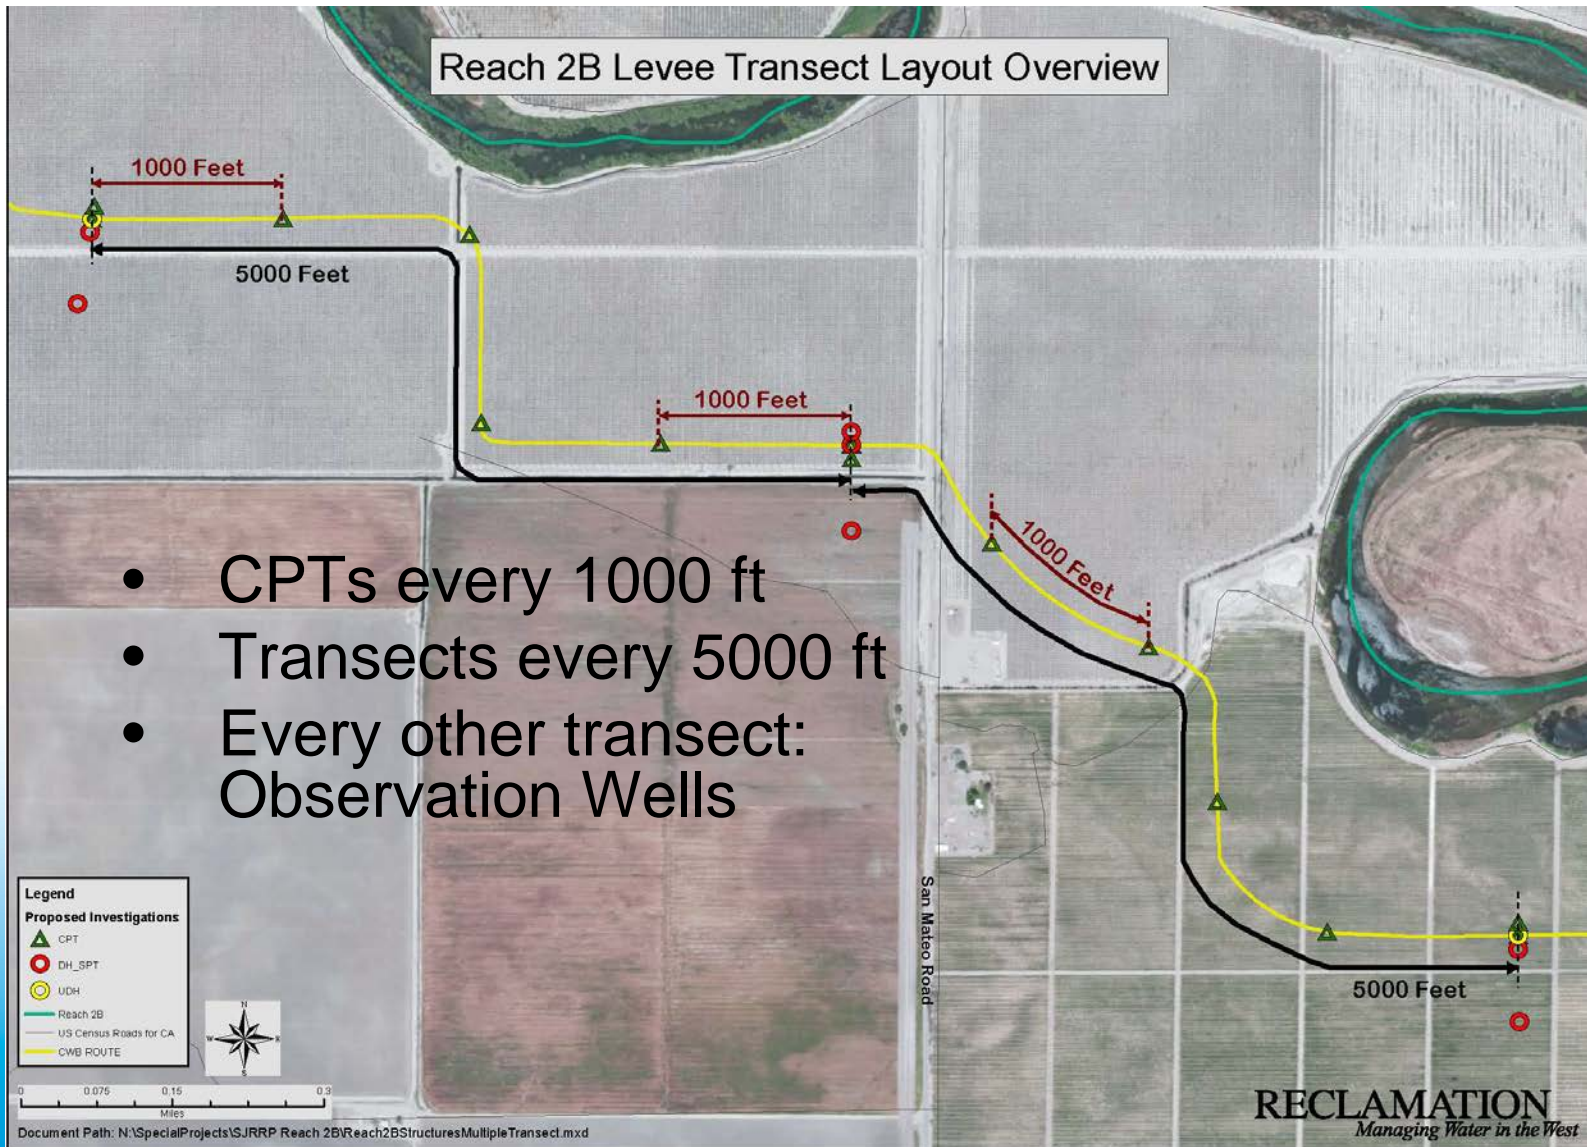 Reach 2B Levee Transect Layout Overview
1000 Feet
5000 Feet
1000 Feet
1000 Feet
• CPTs every 1000 ft
• Transects every 5000 ft
• Every other transect:
Observation Wells
San Mateo Road
5000 Feet
Legend
Proposed Investigations
CPT
DH_SPT
UDH
Reach 2B
US Census Roads for CA
CWB ROUTE
N
W
E
S
0 0.075 0.15 0.3
Miles
Document Path: N:\SpecialProjects\SJRRP Reach 2B\Reach2BStructuresMultipleTransect.mxd
RECLAMATION
Managing Water in the West